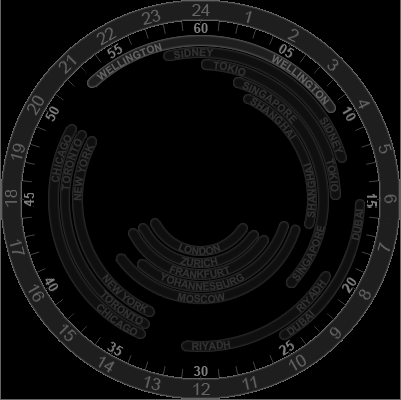 24
1
2
3
4
5
6
7
8
9
10
11
12
13
14
15
16
17
18
19
20
21
22
23
60
05
10
15
20
25
30
35
40
45
50
55
WELLINGTON WELLINGTON
SIDNEY SIDNEY
TOKIO TOKIO
SINGAPORE SINGAPORE
SHANGHAI SHANGHAI
CHICAGO CHICAGO
TORONTO TORONTO
NEW YORK NEW YORK
DUBAI DUBAI
RIYADH RIYADH
LONDON
ZURICH
FRANKFURT
YOHANNESBURG
MOSCOW